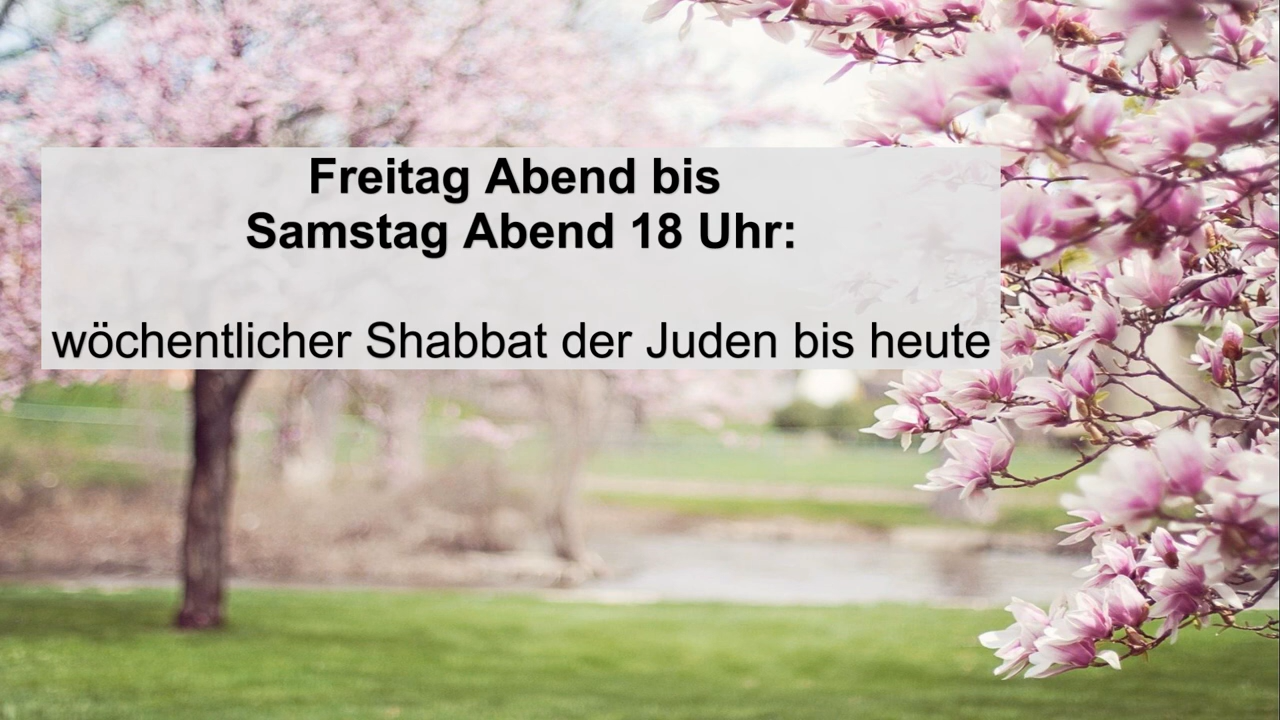 Freitag Abend bis
Samstag Abend 18 Uhr:
wöchentlicher Shabbat der Juden bis heute